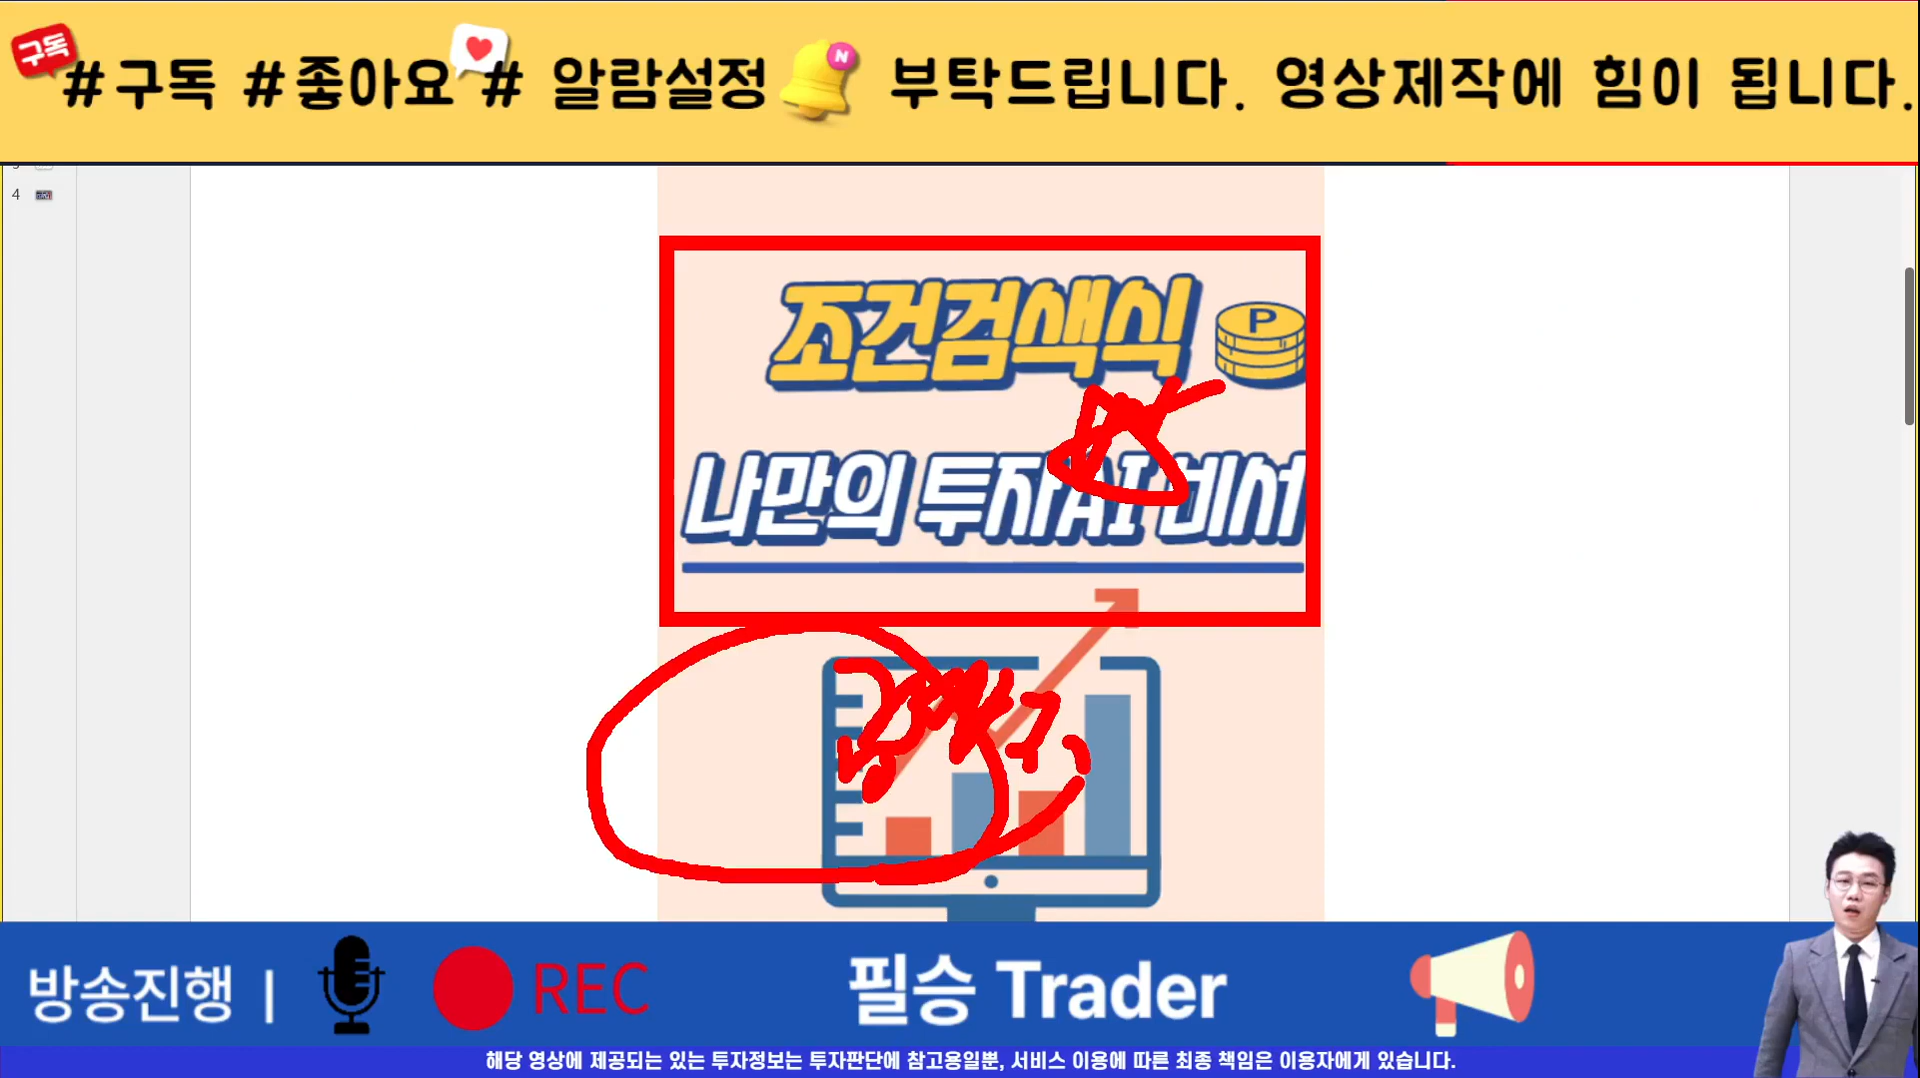 구독
#구독 #좋아요 # 알람설정 N 부탁드립니다. 영상제작에 힘이 됩니다.
4
조건검색식 P
나만의 투자AI 비서
방송진행 | REC 필승 Trader
해당 영상에 제공되는 있는 투자정보는 투자판단에 참고용일뿐, 서비스 이용에 따른 최종 책임은 이용자에게 있습니다.